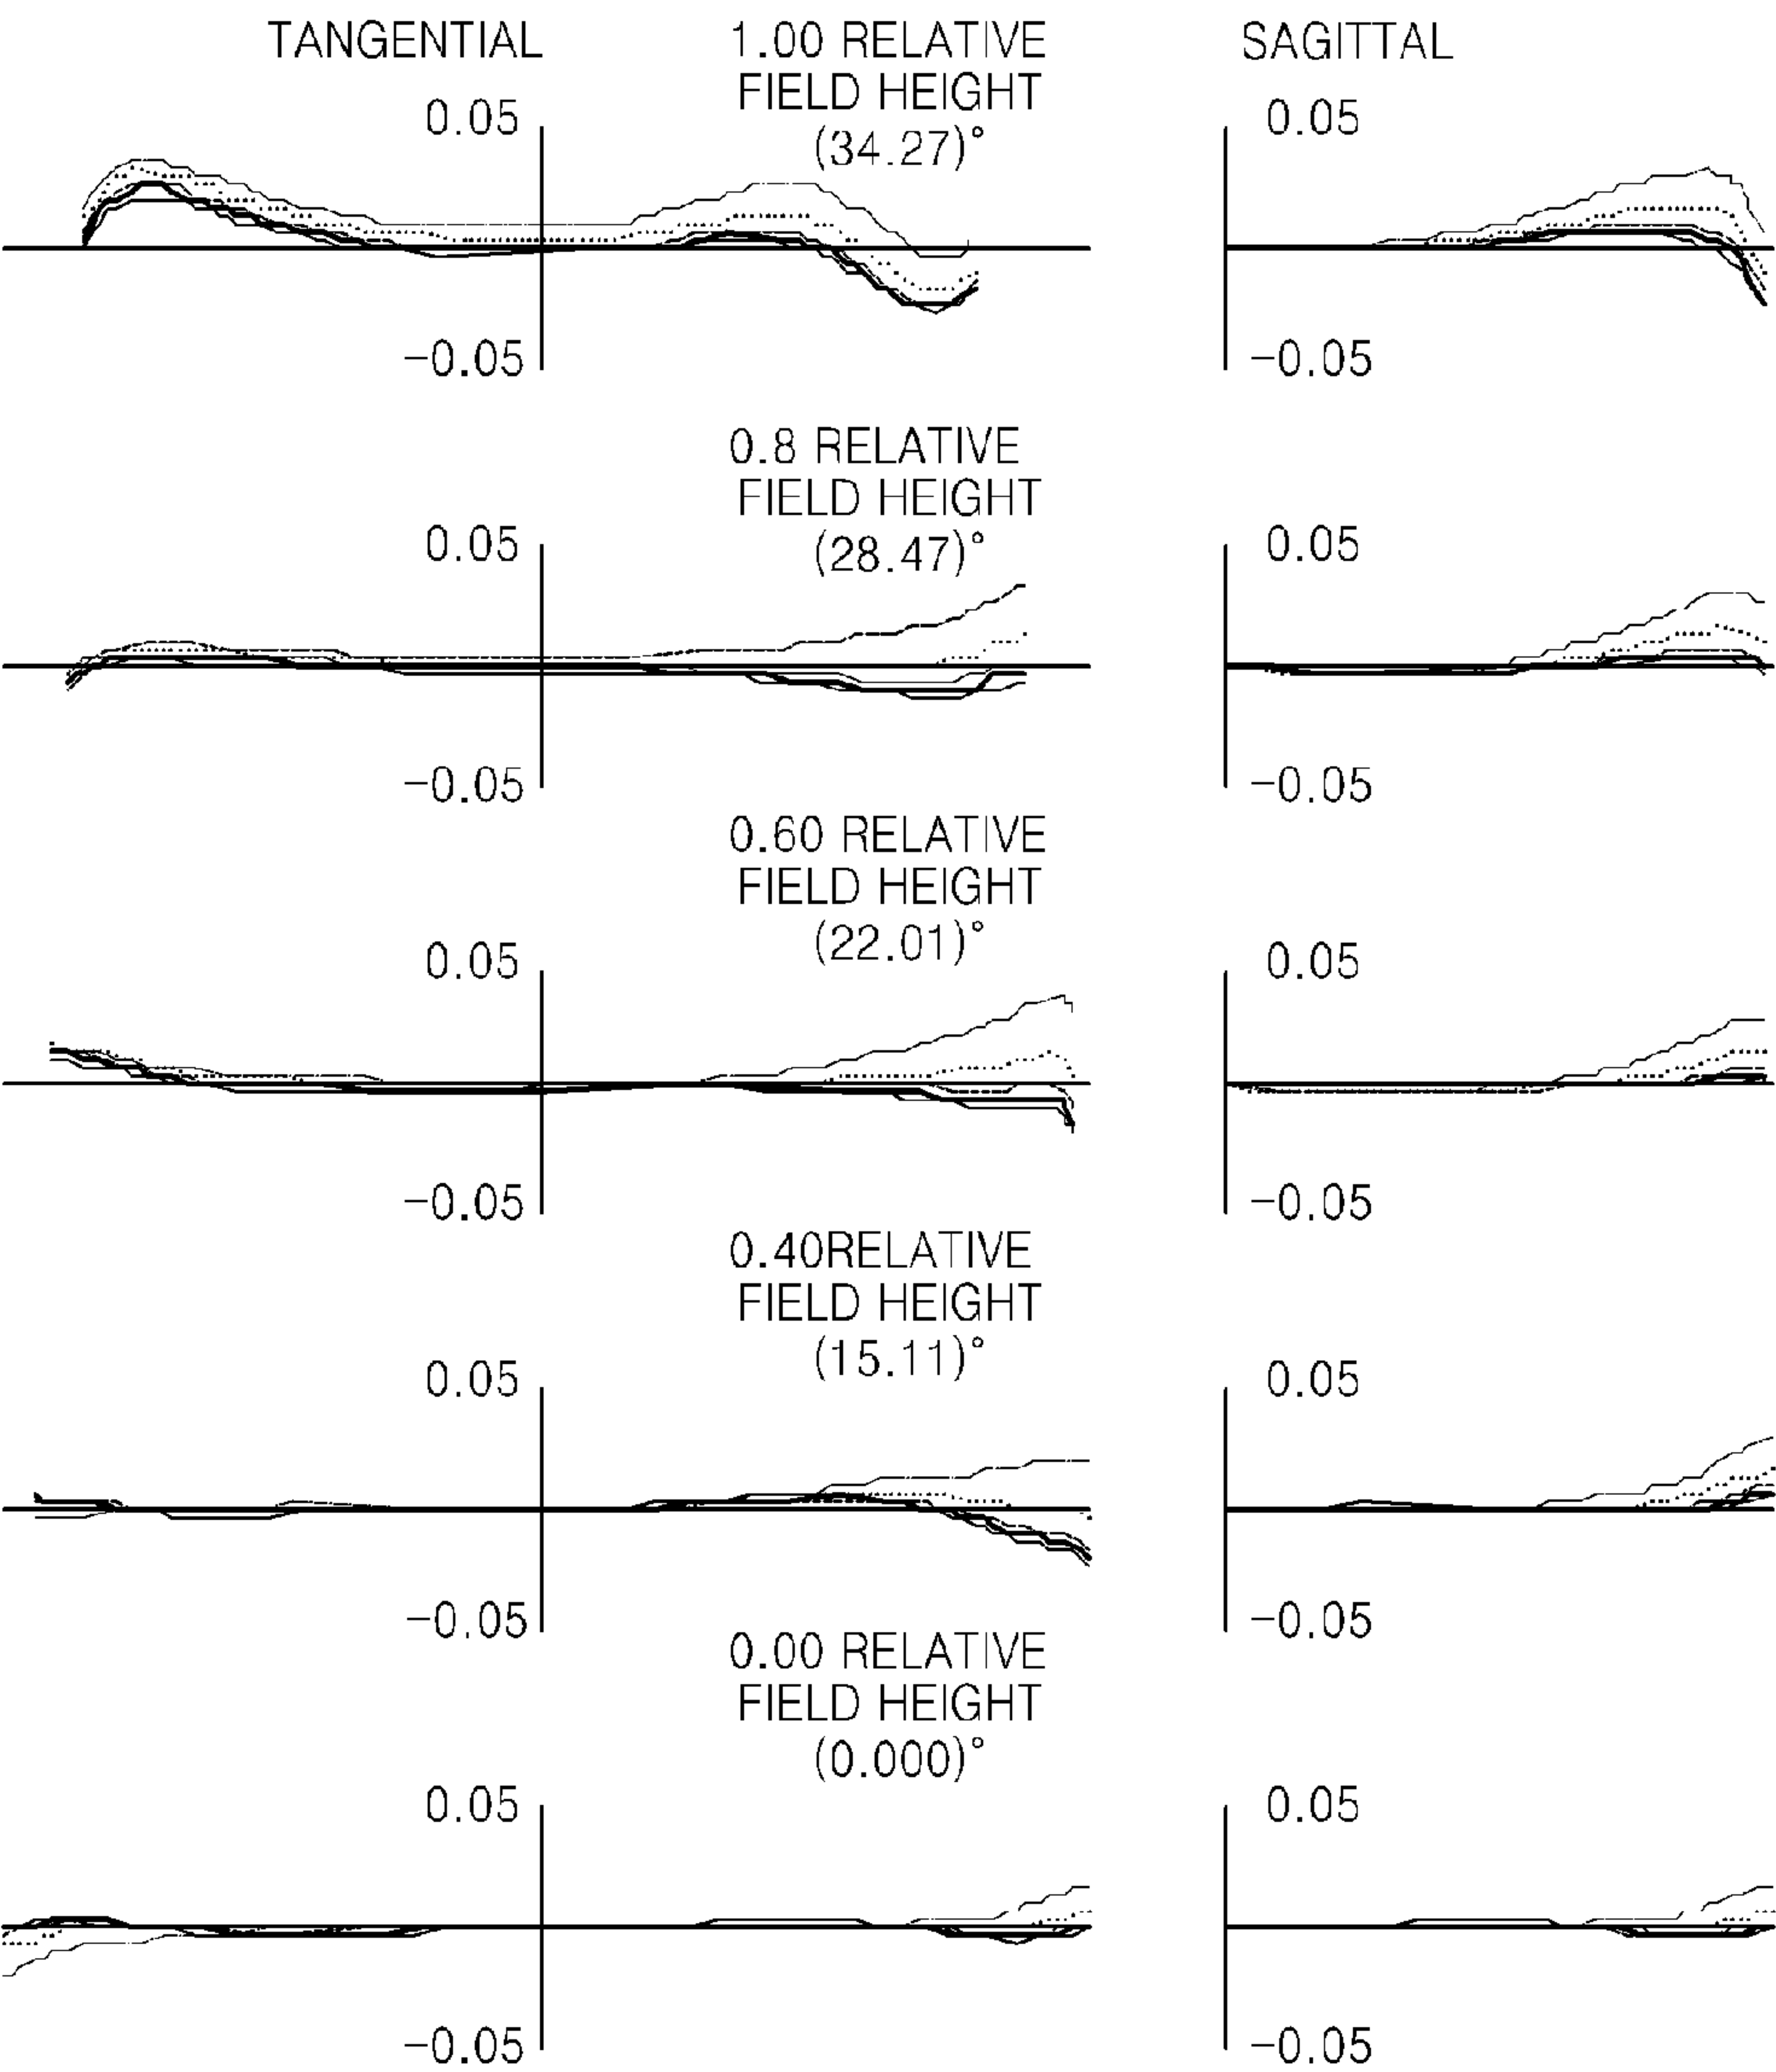 TANGENTIAL
1.00 RELATIVE
FIELD HEIGHT
(34.27)°
SAGITTAL
0.05
0.05
-0.05
-0.05
0.8 RELATIVE
FIELD HEIGHT
(28.47)°
0.05
0.05
-0.05
-0.05
0.60 RELATIVE
FIELD HEIGHT
(22.01)°
0.05
0.05
-0.05
-0.05
0.40RELATIVE
FIELD HEIGHT
(15.11)°
0.05
0.05
-0.05
-0.05
0.00 RELATIVE
FIELD HEIGHT
(0.000)°
0.05
0.05
-0.05
-0.05